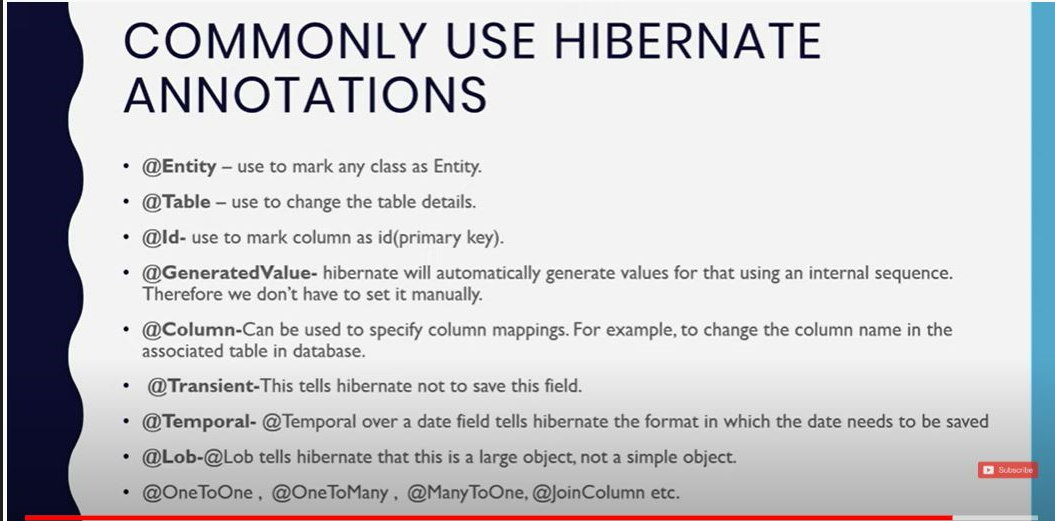 COMMONLY USE HIBERNATE
ANNOTATIONS
• @Entity – use to mark any class as Entity.
• @Table – use to change the table details.
• @Id- use to mark column as id(primary key).
• @GeneratedValue- hibernate will automatically generate values for that using an internal sequence.
Therefore we don't have to set it manually.
• @Column-Can be used to specify column mappings. For example, to change the column name in the
associated table in database.
• @Transient-This tells hibernate not to save this field.
• @Temporal- @Temporal over a date field tells hibernate the format in which the date needs to be saved
• @Lob-@Lob tells hibernate that this is a large object, not a simple object.
Subscribe
• @OneToOne , @OneToMany , @ManyToOne, @JoinColumn etc.